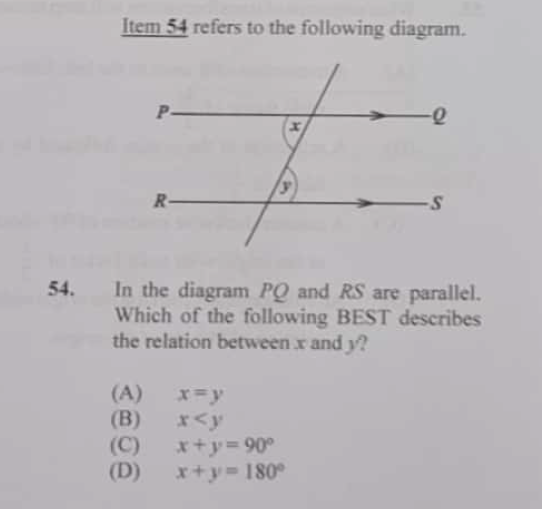 Item 54 refers to the following diagram.
P
Q
x
y
R
S
54. In the diagram PQ and RS are parallel.
Which of the following BEST describes
the relation between x and y?
(A) x = y
(B) x < y
(C) x + y = 90°
(D) x + y = 180°